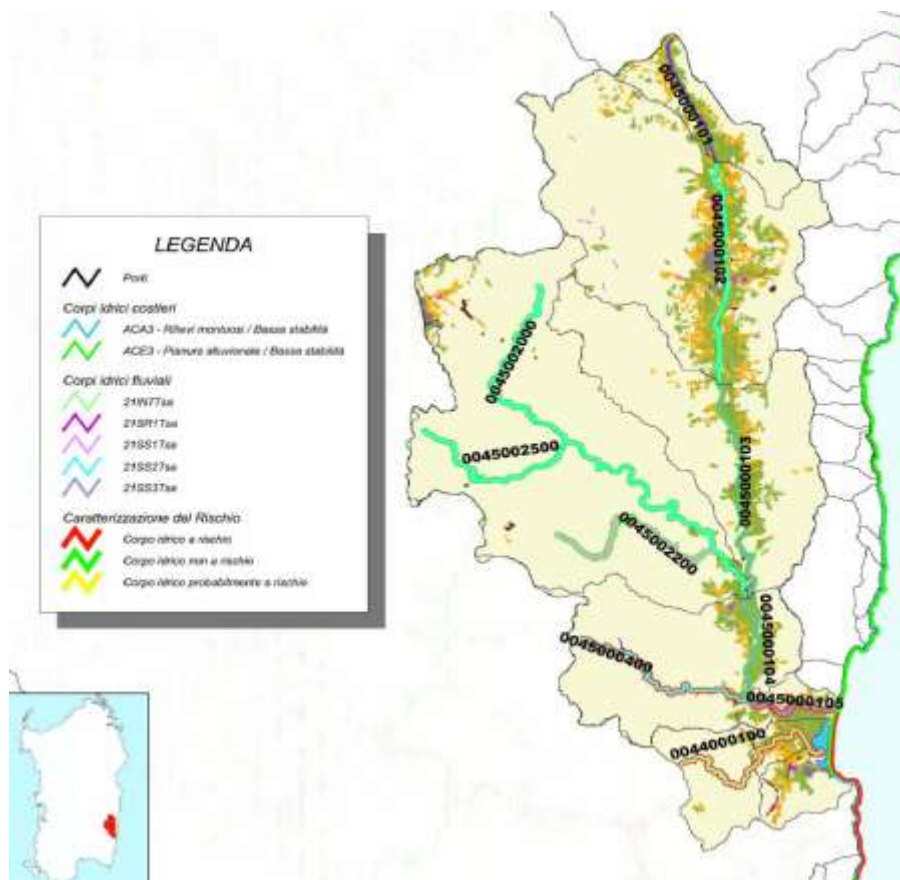 0045000101
0045000102
LEGENDA
Porti
Corpi idrici costieri
ACA3 - Rilievi montuosi / Bassa stabilità
ACE3 - Pianura alluvionale / Bassa stabilità
Corpi idrici fluviali
21IN7Tsa
21SR1Tsa
21SS1Tsa
21SS2Tsa
21SS3Tsa
Caratterizzazione del Rischio
Corpo idrico a rischio
Corpo idrico non a rischio
Corpo idrico probabilmente a rischio
0045002000
0045002500
0045000103
0045002200
0045000104
0045000400
0045000105
0044000100